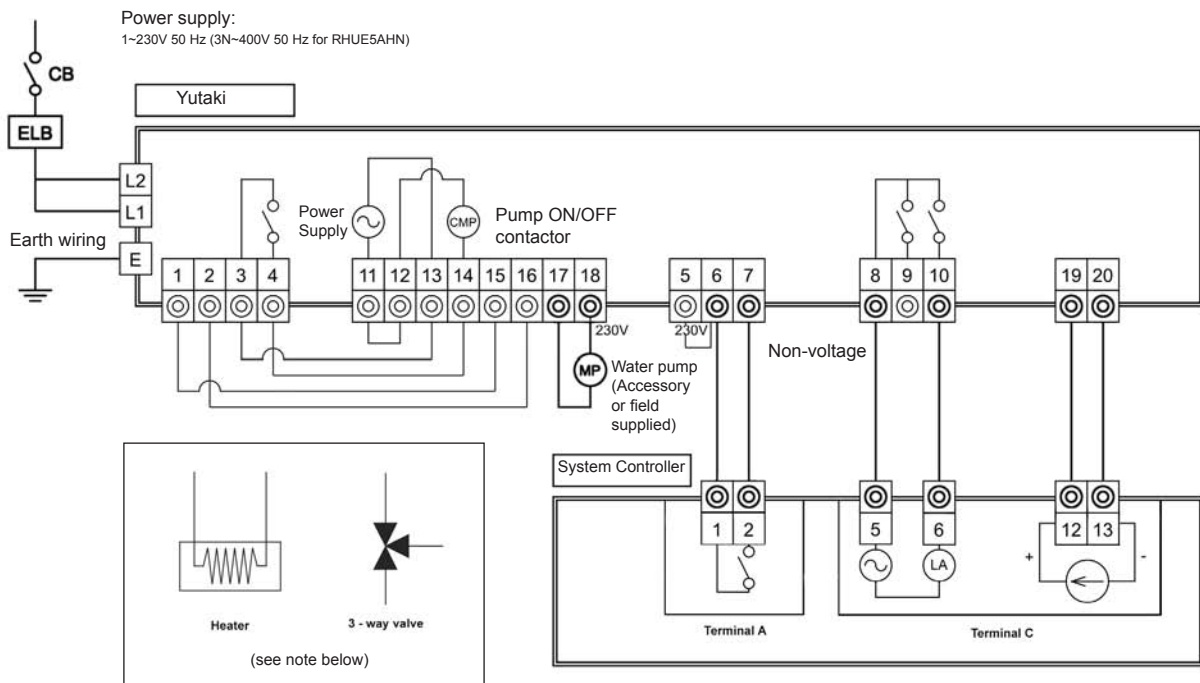 Power supply:
1~230V 50 Hz (3N~400V 50 Hz for RHUE5AHN)
CB
Yutaki
ELB
L2
L1
Earth wiring
E
Power
Supply
CMP
Pump ON/OFF
contactor
1 2 3 4
11 12 13 14 15 16 17 18
5 6 7
8 9 10
19 20
230V
230V
Non-voltage
MP
Water pump
(Accessory
or field
supplied)
System Controller
1 2
5 6
12 13
LA
+ -
Terminal A
Terminal C
Heater
3 - way valve
(see note below)